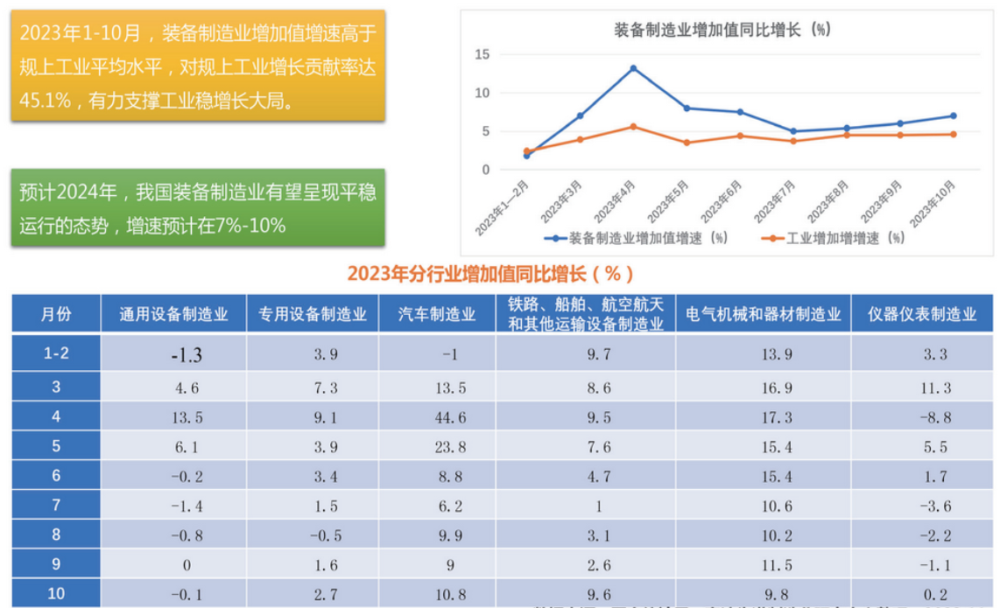 2023年1-10月，装备制造业增加值增速高于
规上工业平均水平，对规上工业增长贡献率达
45.1%，有力支撑工业稳增长大局。
预计2024年，我国装备制造业有望呈现平稳
运行的态势，增速预计在7%-10%
装备制造业增加值同比增长（%）
15
10
5
0
2023年1—2月 2023年3月 2023年4月 2023年5月 2023年6月 2023年7月 2023年8月 2023年9月 2023年10月
装备制造业增加值增速（%） 工业增加增增速（%）
2023年分行业增加值同比增长（%）
月份 通用设备制造业 专用设备制造业 汽车制造业 铁路、船舶、航空航天 电气机械和器材制造业 仪器仪表制造业
和其他运输设备制造业
1-2 -1.3 3.9 -1 9.7 13.9 3.3
3 4.6 7.3 13.5 8.6 16.9 11.3
4 13.5 9.1 44.6 9.5 17.3 -8.8
5 6.1 3.9 23.8 7.6 15.4 5.5
6 -0.2 3.4 8.8 4.7 15.4 1.7
7 -1.4 1.5 6.2 1 10.6 -3.6
8 -0.8 -0.5 9.9 3.1 10.2 -2.2
9 0 1.6 9 2.6 11.5 -1.1
10 -0.1 2.7 10.8 9.6 9.8 0.2